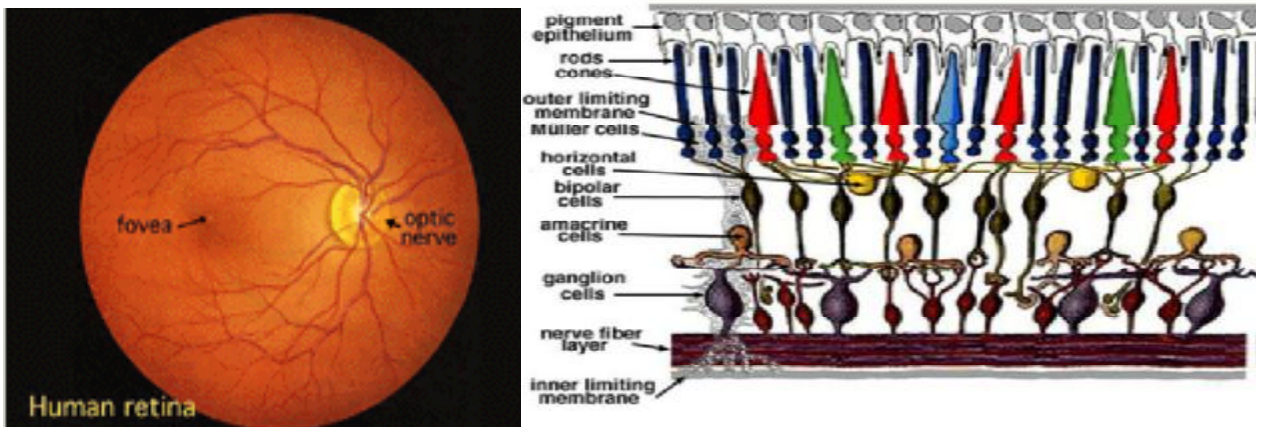 fovea
optic
nerve
Human retina
pigment
epithelium
rods
cones
outer limiting
membrane
Müller cells
horizontal
cells
bipolar
cells
amacrine
cells
ganglion
cells
nerve fiber
layer
inner limiting
membrane